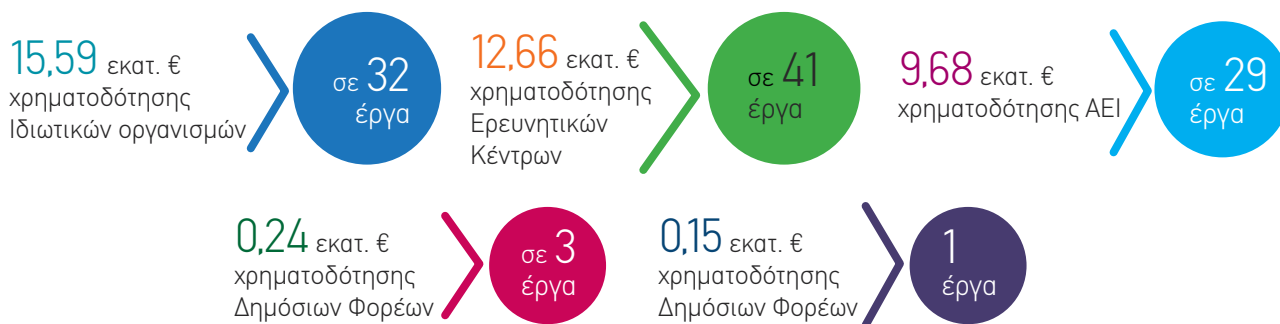 15,59 εκατ. €
χρηματοδότησης
Ιδιωτικών οργανισμών
σε 32
έργα
12,66 εκατ. €
χρηματοδότησης
Ερευνητικών
Κέντρων
σε 41
έργα
9,68 εκατ. €
χρηματοδότησης ΑΕΙ
σε 29
έργα
0,24 εκατ. €
χρηματοδότησης
Δημόσιων Φορέων
σε 3
έργα
0,15 εκατ. €
χρηματοδότησης
Δημόσιων Φορέων
1
έργα